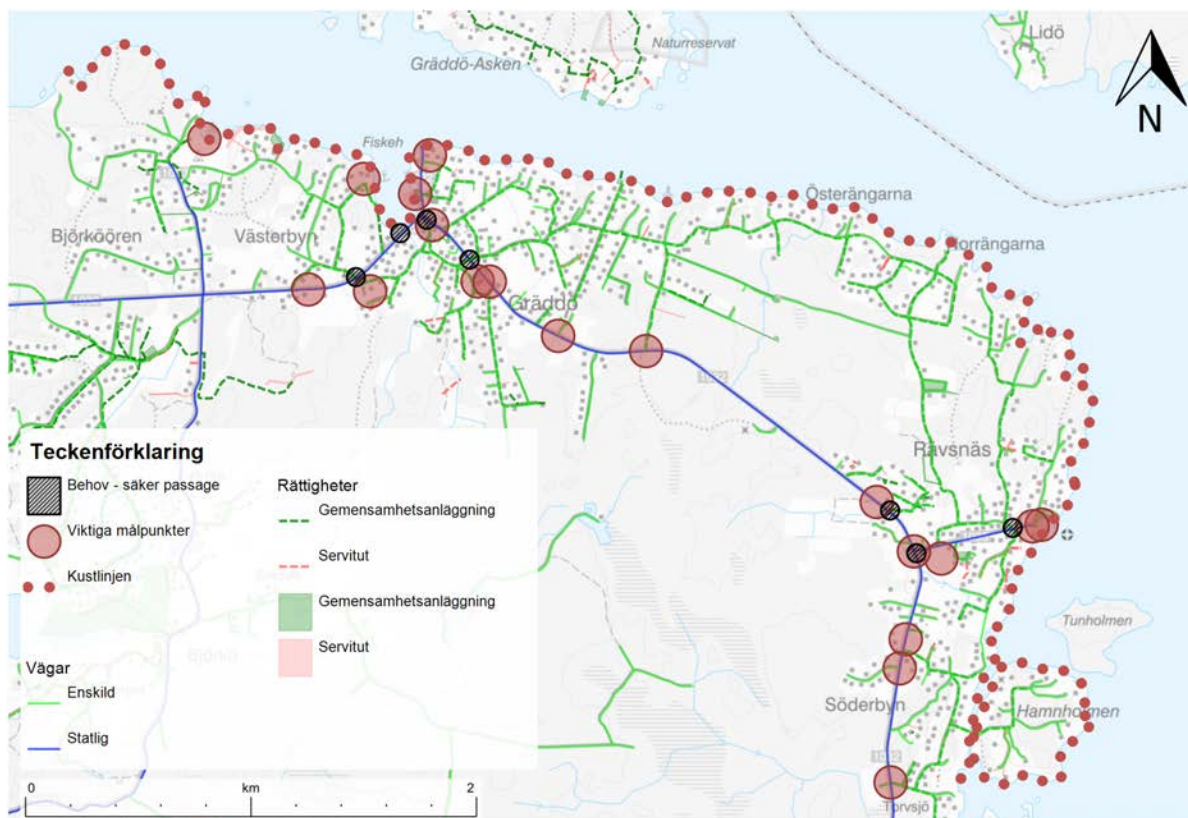 Naturreservat
Lidö
Gräddö-Asken
N
Fiskeh
Österängarna
Björkören
Västerbyn
Norrängarna
Gräddö
Rävsnäs
Teckenförklaring
Behov - säker passage
Viktiga målpunkter
Kustlinjen
Vägar
Enskild
Statlig
Rättigheter
Gemensamhetsanläggning
Servitut
Gemensamhetsanläggning
Servitut
Tunholmen
Söderbyn
Hamnholmen
Torvsjö
0 km 2